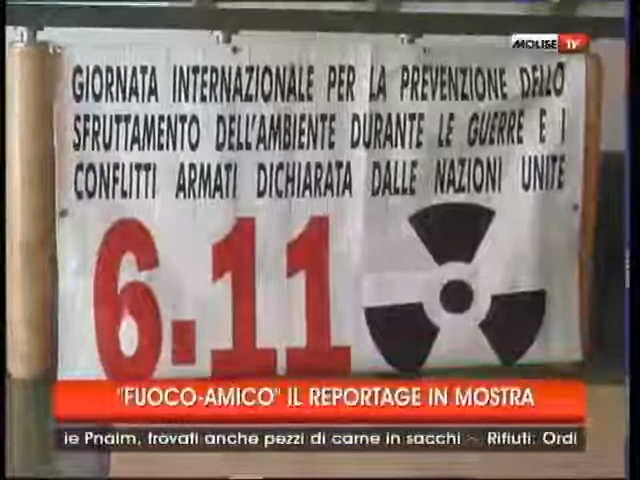 MOLISE TV
GIORNATA INTERNAZIONALE PER LA PREVENZIONE DELLO
SFRUTTAMENTO DELL'AMBIENTE DURANTE LE GUERRE E I
CONFLITTI ARMATI DICHIARATA DALLE NAZIONI UNITE
6.11
"FUOCO-AMICO" IL REPORTAGE IN MOSTRA
ie Pnalm, trovati anche pezzi di carne in sacchi ~ Rifiuti: Ordi